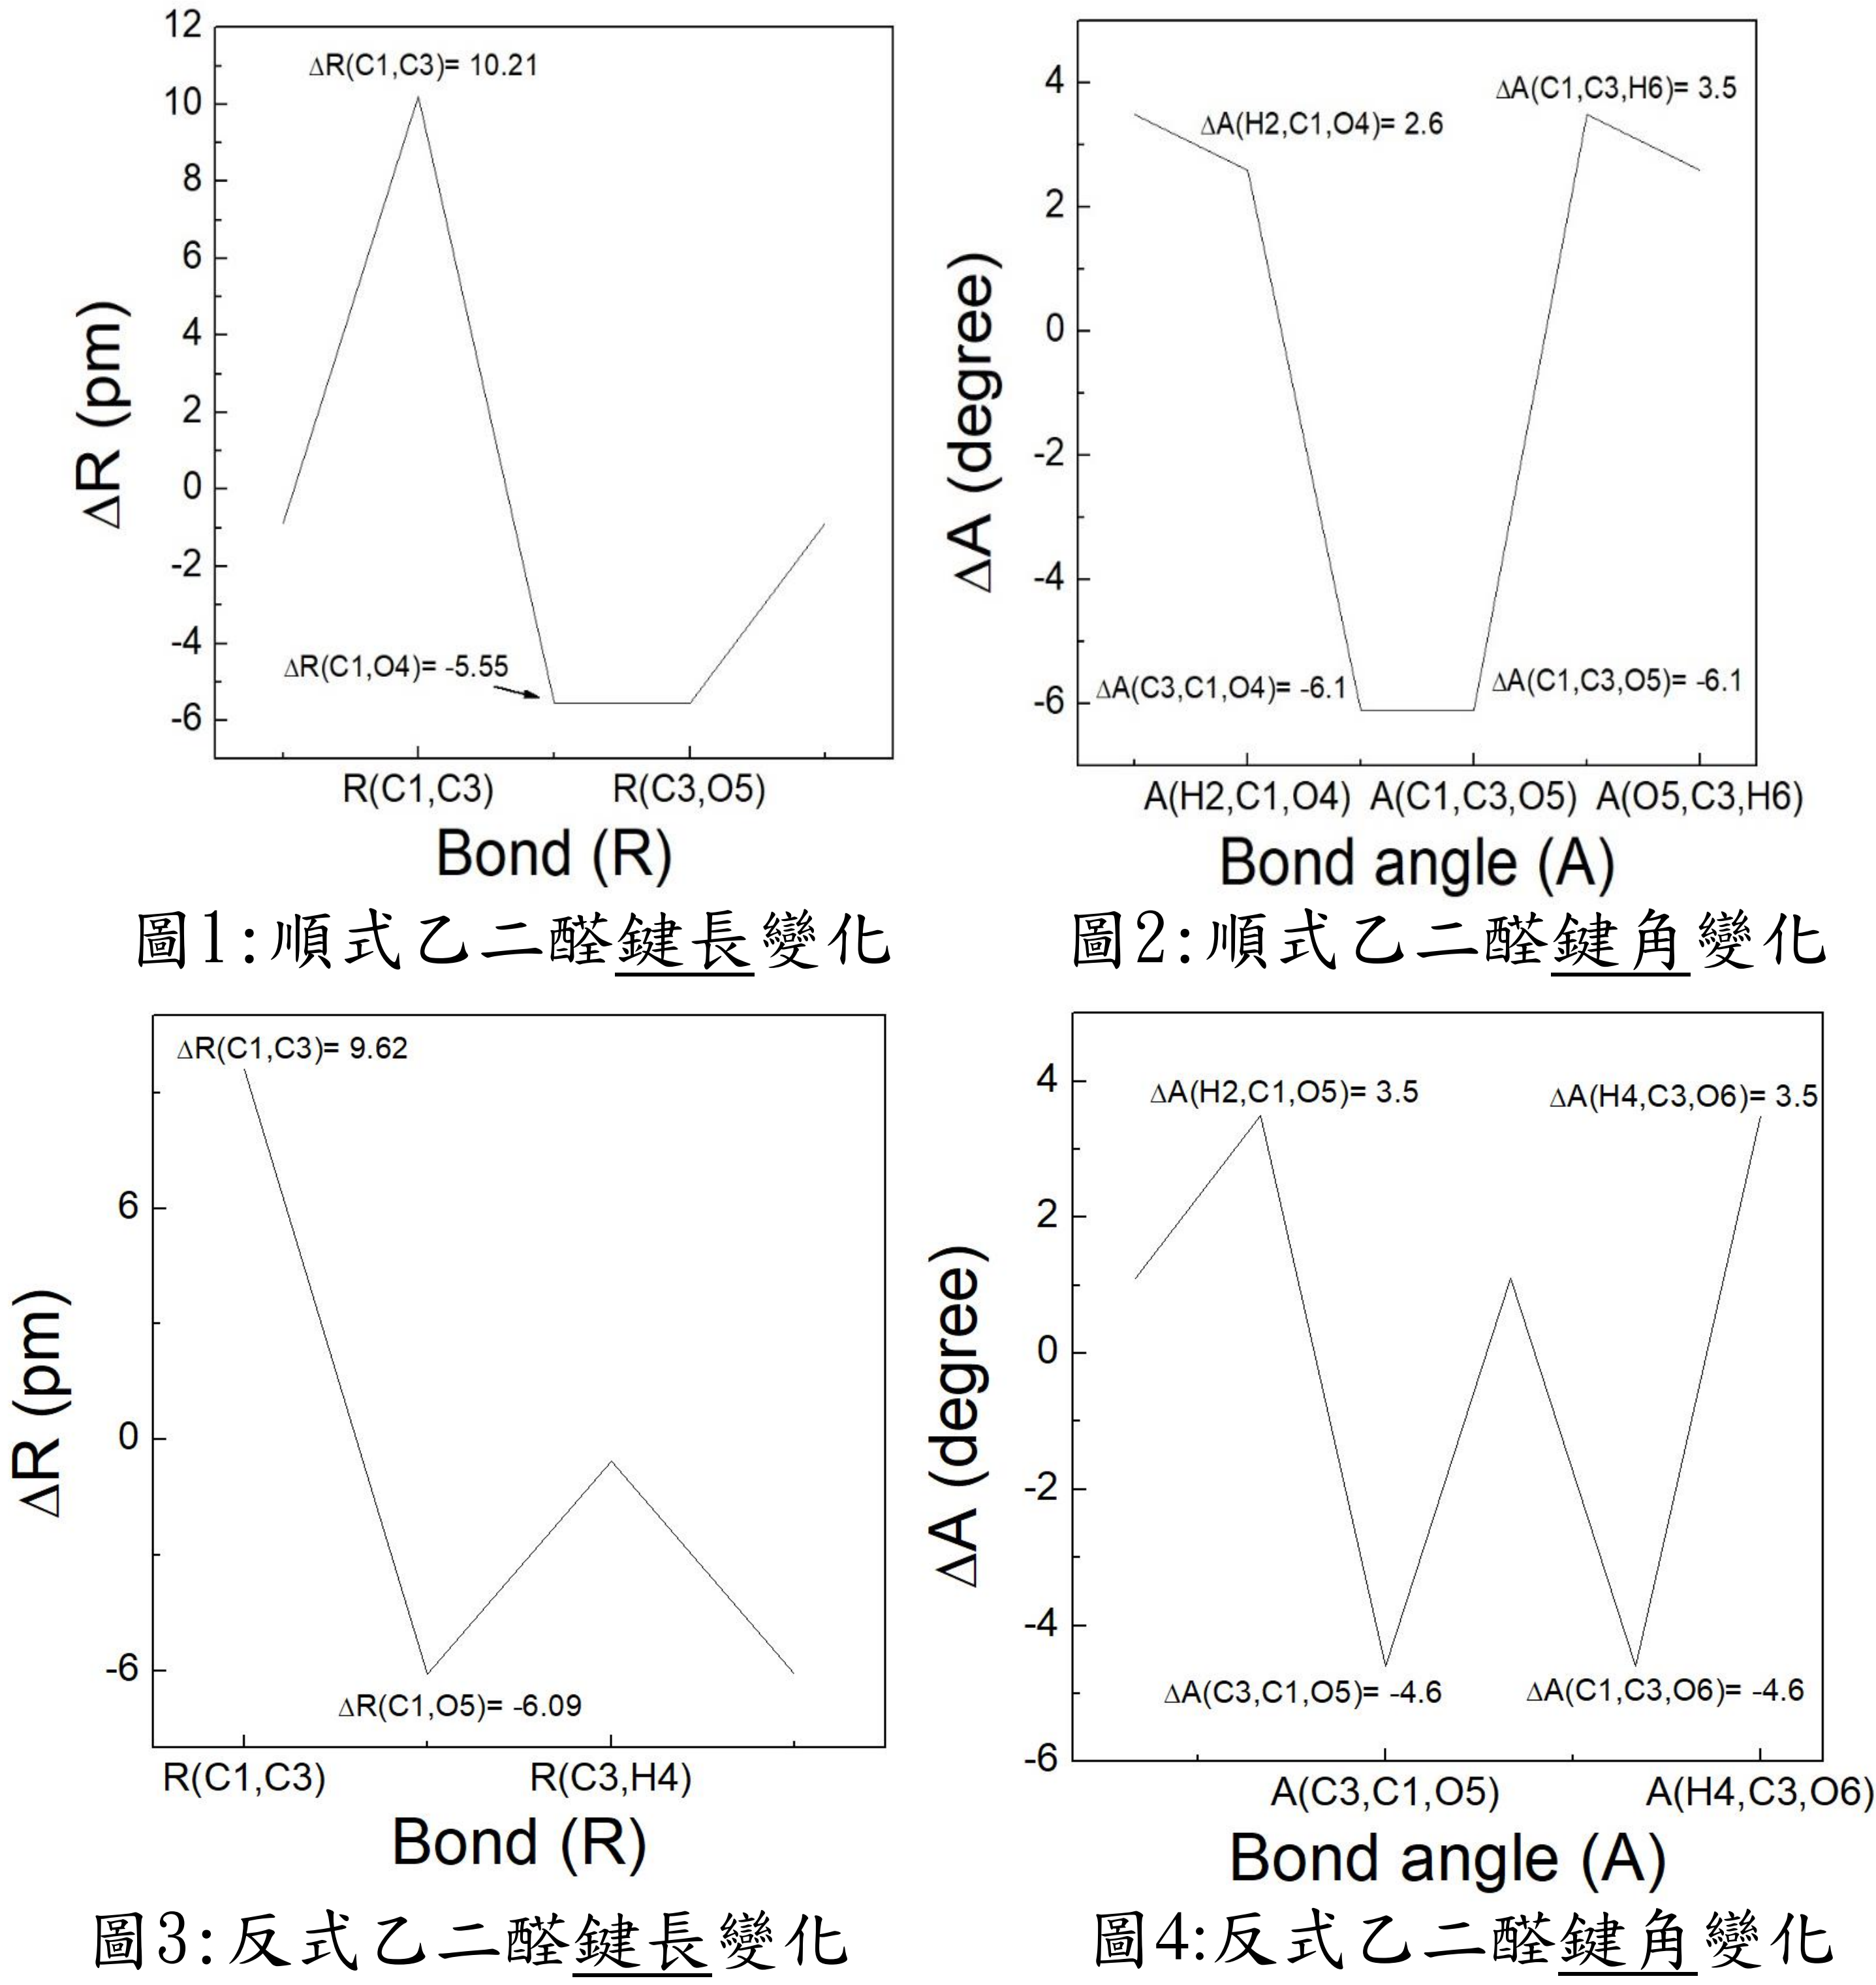 ΔR(C1,C3)= 10.21
12
10
8
6
4
2
0
-2
-4
-6
ΔR (pm)
ΔR(C1,O4)= -5.55
R(C1,C3)
R(C3,O5)
Bond (R)
圖1:順式乙二醛鍵長變化
ΔA(C1,C3,H6)= 3.5
ΔA(H2,C1,O4)= 2.6
4
2
0
-2
-4
-6
ΔA (degree)
ΔA(C3,C1,O4)= -6.1
ΔA(C1,C3,O5)= -6.1
A(H2,C1,O4)
A(C1,C3,O5)
A(O5,C3,H6)
Bond angle (A)
圖2:順式乙二醛鍵角變化
ΔR(C1,C3)= 9.62
6
0
-6
ΔR (pm)
ΔR(C1,O5)= -6.09
R(C1,C3)
R(C3,H4)
Bond (R)
圖3:反式乙二醛鍵長變化
ΔA(H2,C1,O5)= 3.5
ΔA(H4,C3,O6)= 3.5
4
2
0
-2
-4
-6
ΔA (degree)
ΔA(C3,C1,O5)= -4.6
ΔA(C1,C3,O6)= -4.6
A(C3,C1,O5)
A(H4,C3,O6)
Bond angle (A)
圖4:反式乙二醛鍵角變化